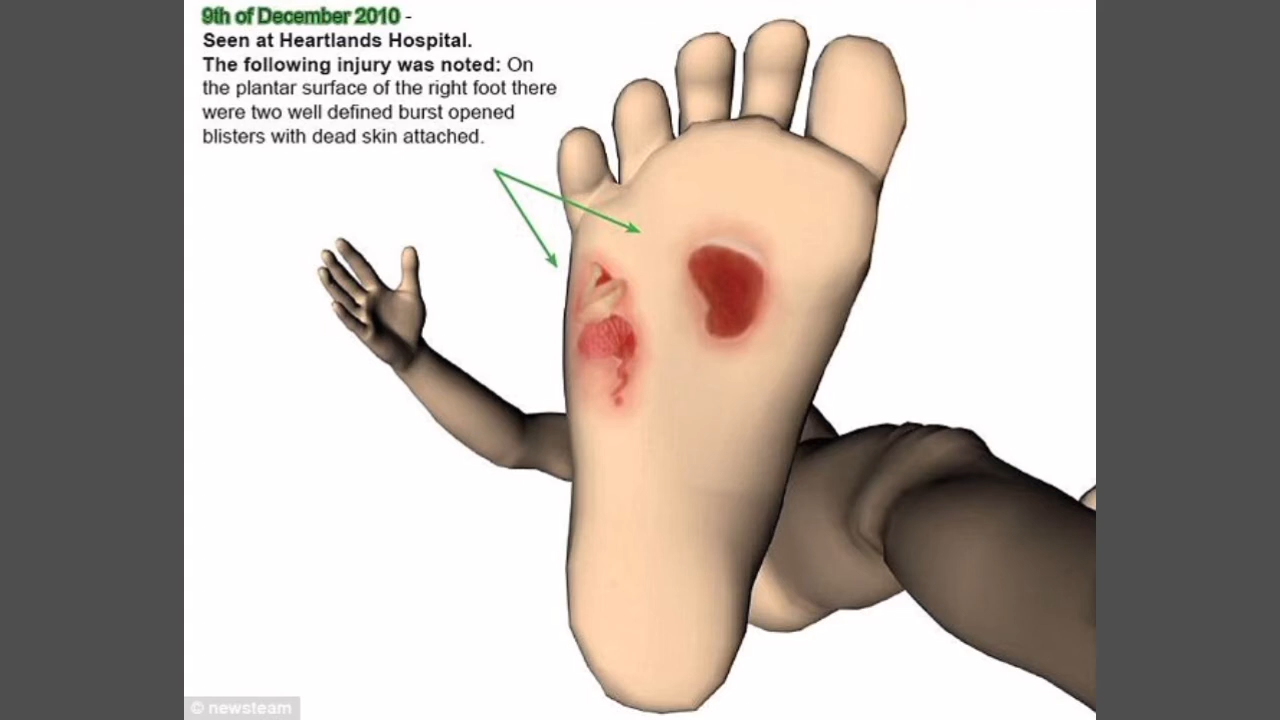 9th of December 2010 -
Seen at Heartlands Hospital.
The following injury was noted: On
the plantar surface of the right foot there
were two well defined burst opened
blisters with dead skin attached.
© newsteam